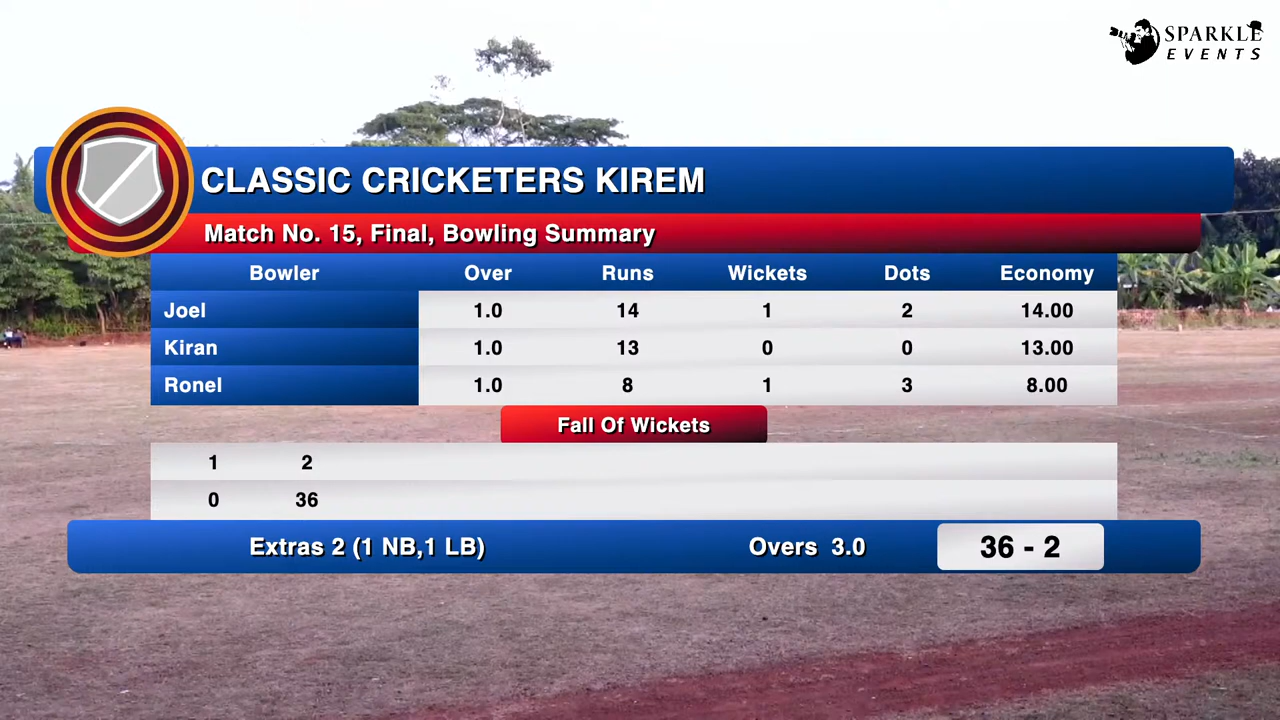 SPARKLE
EVENTS
CLASSIC CRICKETERS KIREM
Match No. 15, Final, Bowling Summary
Bowler Over Runs Wickets Dots Economy
Joel 1.0 14 1 2 14.00
Kiran 1.0 13 0 0 13.00
Ronel 1.0 8 1 3 8.00
Fall Of Wickets
1 2
0 36
Extras 2 (1 NB,1 LB) Overs 3.0 36 - 2